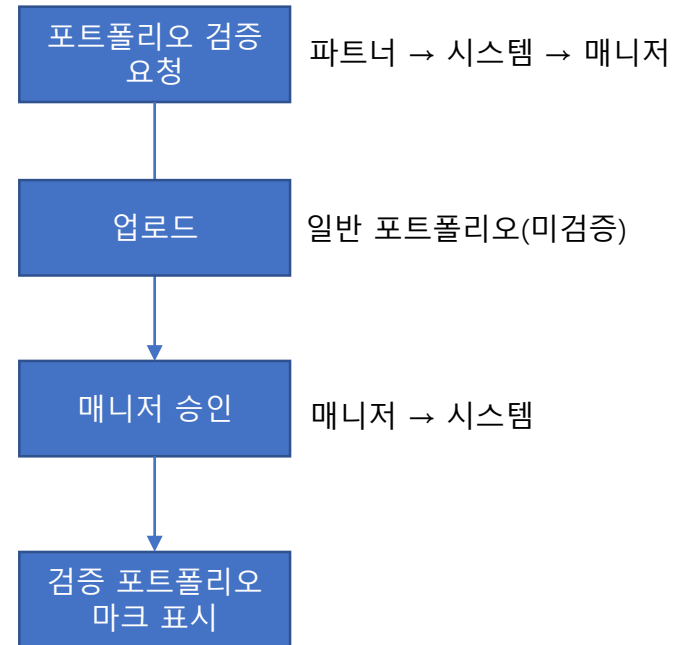 포트폴리오 검증
요청
파트너 → 시스템 → 매니저
업로드
일반 포트폴리오(미검증)
매니저 승인
매니저 → 시스템
검증 포트폴리오
마크 표시